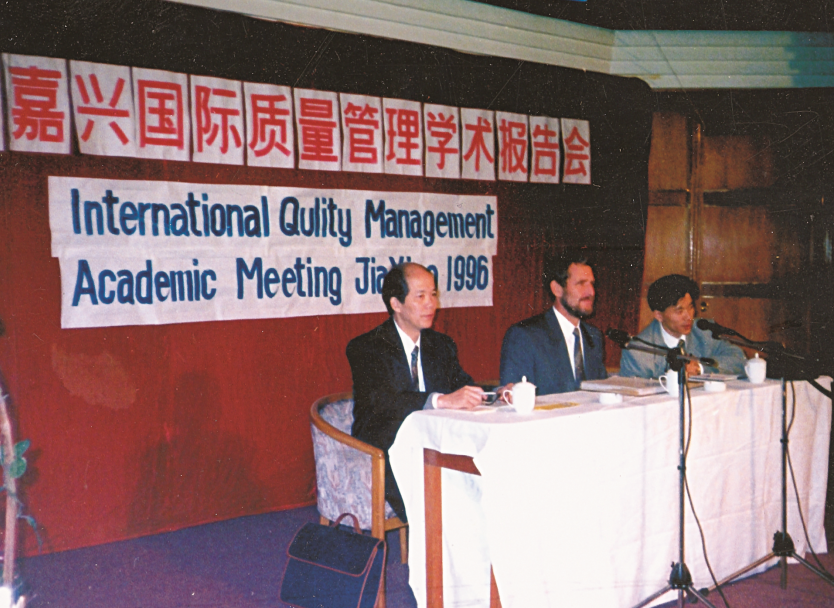 嘉兴国际质量管理学术报告会
International Qulity Management
Academic Meeting 1996